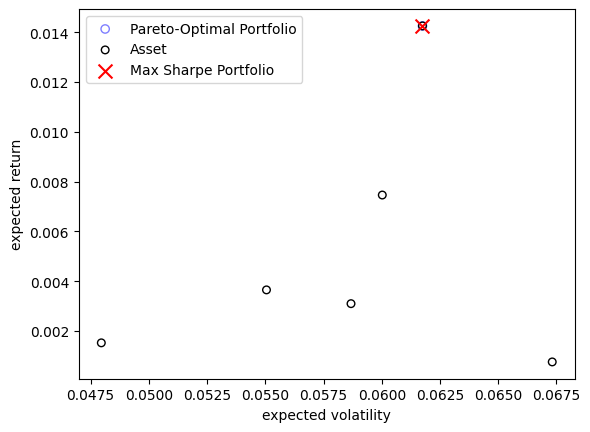 Pareto-Optimal Portfolio
Asset
Max Sharpe Portfolio
expected return
0.014
0.012
0.010
0.008
0.006
0.004
0.002
0.0475 0.0500 0.0525 0.0550 0.0575 0.0600 0.0625 0.0650 0.0675
expected volatility